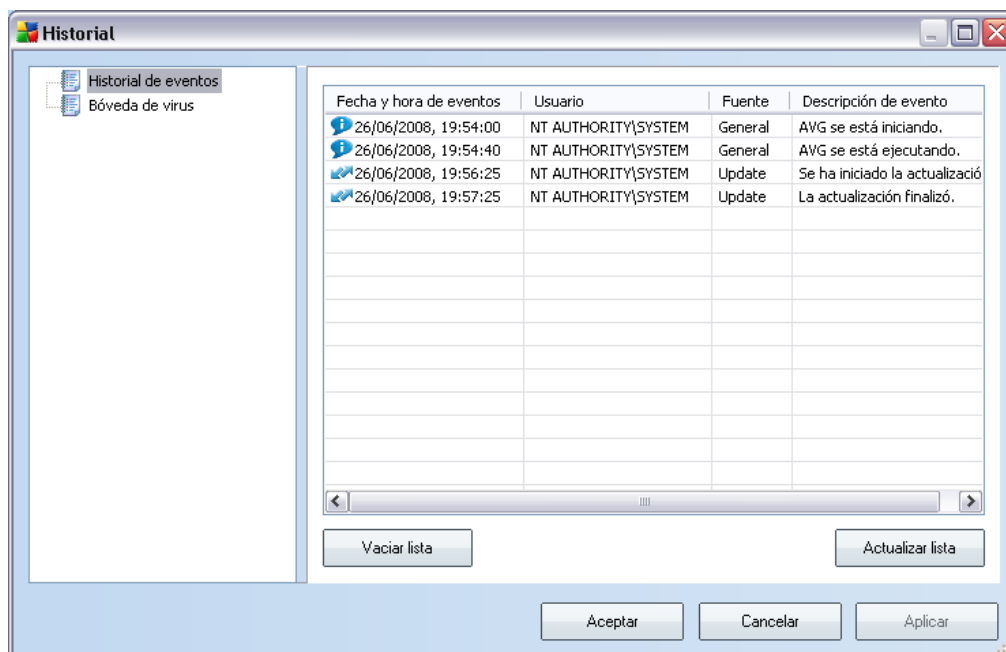 Historial
Historial de eventos
Bóveda de virus
Fecha y hora de eventos Usuario Fuente Descripción de evento
26/06/2008, 19:54:00 NT AUTHORITY\SYSTEM General AVG se está iniciando.
26/06/2008, 19:54:40 NT AUTHORITY\SYSTEM General AVG se está ejecutando.
26/06/2008, 19:56:25 NT AUTHORITY\SYSTEM Update Se ha iniciado la actualizació
26/06/2008, 19:57:25 NT AUTHORITY\SYSTEM Update La actualización finalizó.
Vaciar lista Actualizar lista
Aceptar Cancelar Aplicar